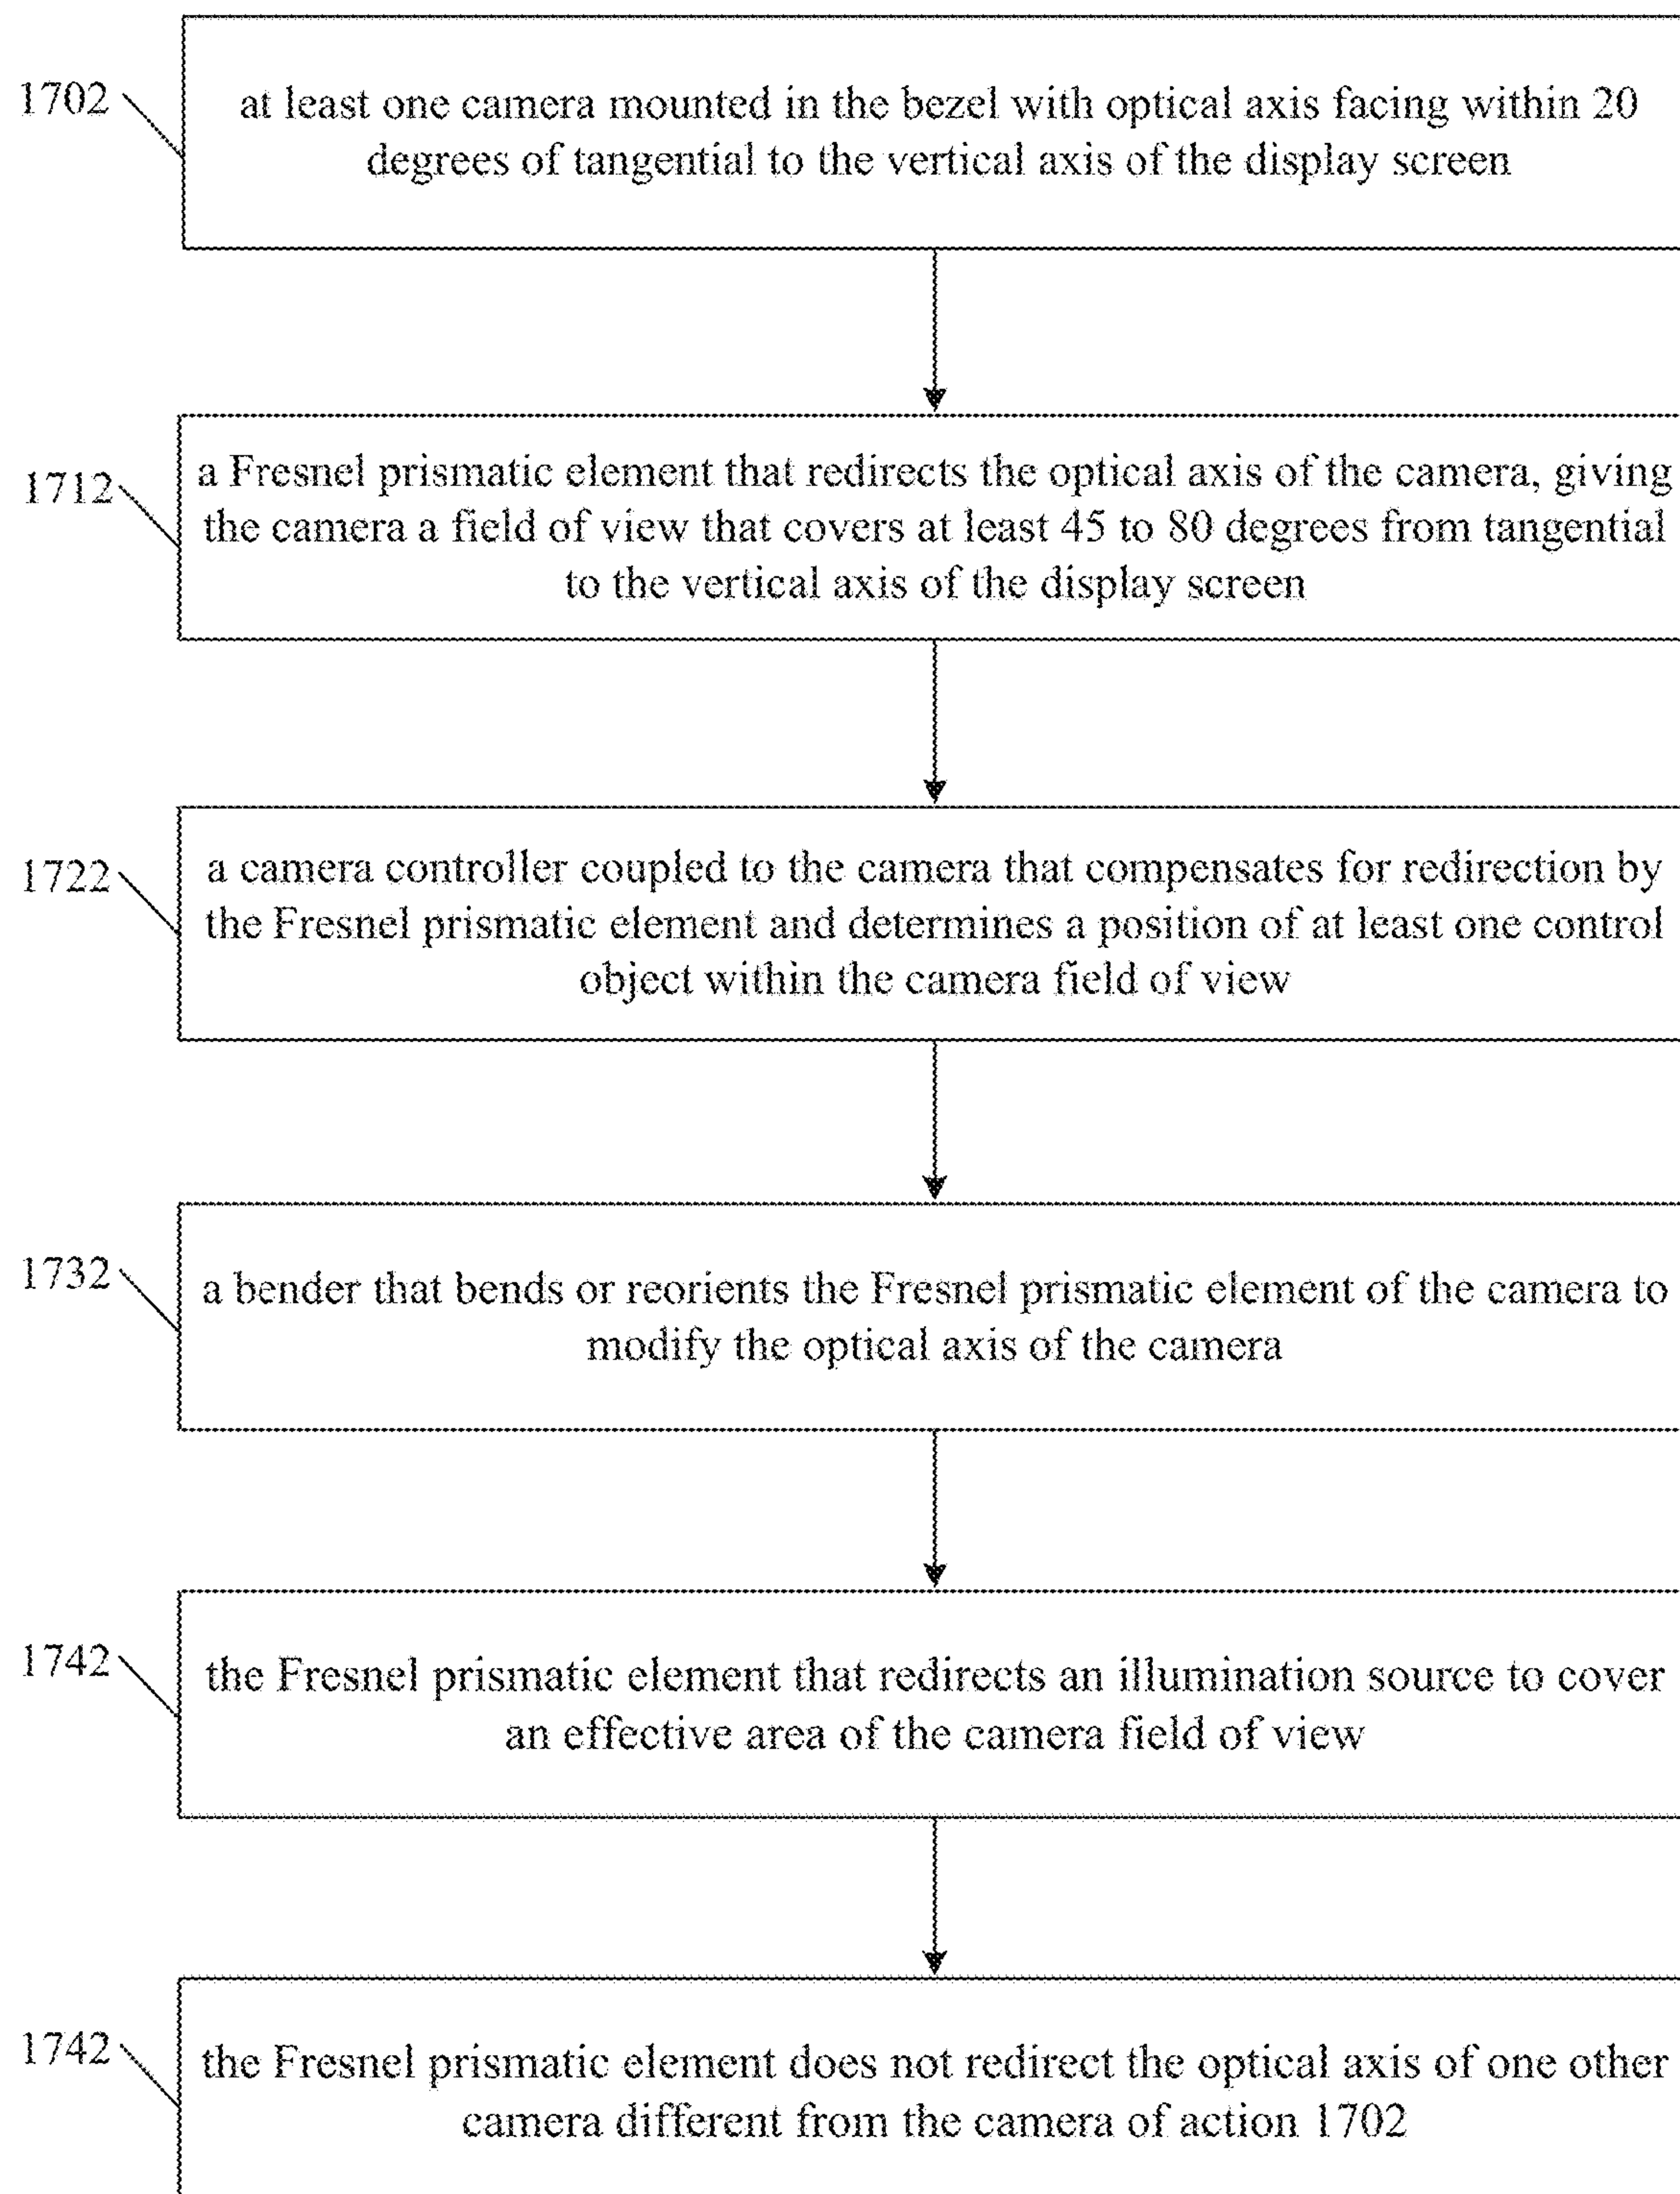 1702
at least one camera mounted in the bezel with optical axis facing within 20
degrees of tangential to the vertical axis of the display screen
1712
a Fresnel prismatic element that redirects the optical axis of the camera, giving
the camera a field of view that covers at least 45 to 80 degrees from tangential
to the vertical axis of the display screen
1722
a camera controller coupled to the camera that compensates for redirection by
the Fresnel prismatic element and determines a position of at least one control
object within the camera field of view
1732
a bender that bends or reorients the Fresnel prismatic element of the camera to
modify the optical axis of the camera
1742
the Fresnel prismatic element that redirects an illumination source to cover
an effective area of the camera field of view
1742
the Fresnel prismatic element does not redirect the optical axis of one other
camera different from the camera of action 1702